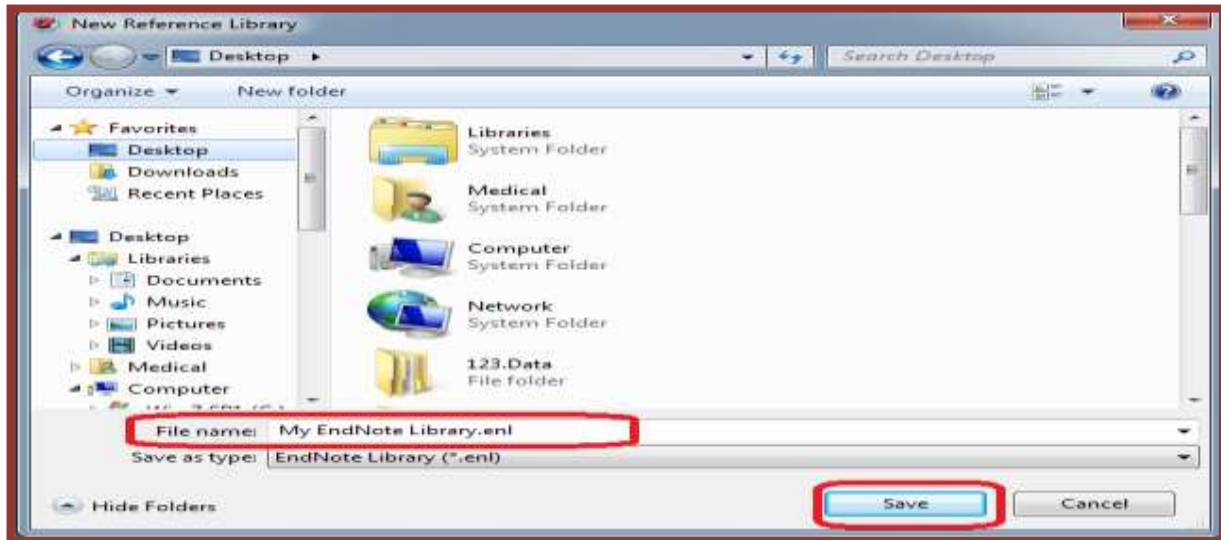 New Reference Library
Desktop
Search Desktop
Organize
New folder
Favorites
Desktop
Downloads
Recent Places
Desktop
Libraries
Documents
Music
Pictures
Videos
Medical
Computer
Libraries
System Folder
Medical
System Folder
Computer
System Folder
Network
System Folder
123.Data
File folder
File name: My EndNote Library.enl
Save as type: EndNote Library (*.enl)
Hide Folders
Save
Cancel